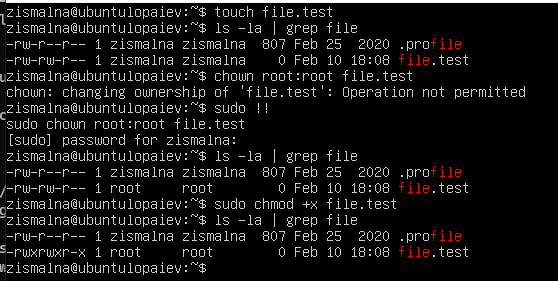 zismalna@ubuntulopaiev:~$ touch file.test
zismalna@ubuntulopaiev:~$ ls -la | grep file
-rw-r--r-- 1 zismalna zismalna 807 Feb 25 2020 .profile
-rw-r--r-- 1 zismalna zismalna 0 Feb 10 18:08 file.test
zismalna@ubuntulopaiev:~$ chown root:root file.test
chown: changing ownership of 'file.test': Operation not permitted
zismalna@ubuntulopaiev:~$ sudo !!
sudo chown root:root file.test
[sudo] password for zismalna:
zismalna@ubuntulopaiev:~$ ls -la | grep file
-rw-r--r-- 1 zismalna zismalna 807 Feb 25 2020 .profile
-rw-r--r-- 1 root root 0 Feb 10 18:08 file.test
zismalna@ubuntulopaiev:~$ sudo chmod +x file.test
zismalna@ubuntulopaiev:~$ ls -la | grep file
-rw-r--r-- 1 zismalna zismalna 807 Feb 25 2020 .profile
-rwxrwxr-x 1 root root 0 Feb 10 18:08 file.test
zismalna@ubuntulopaiev:~$